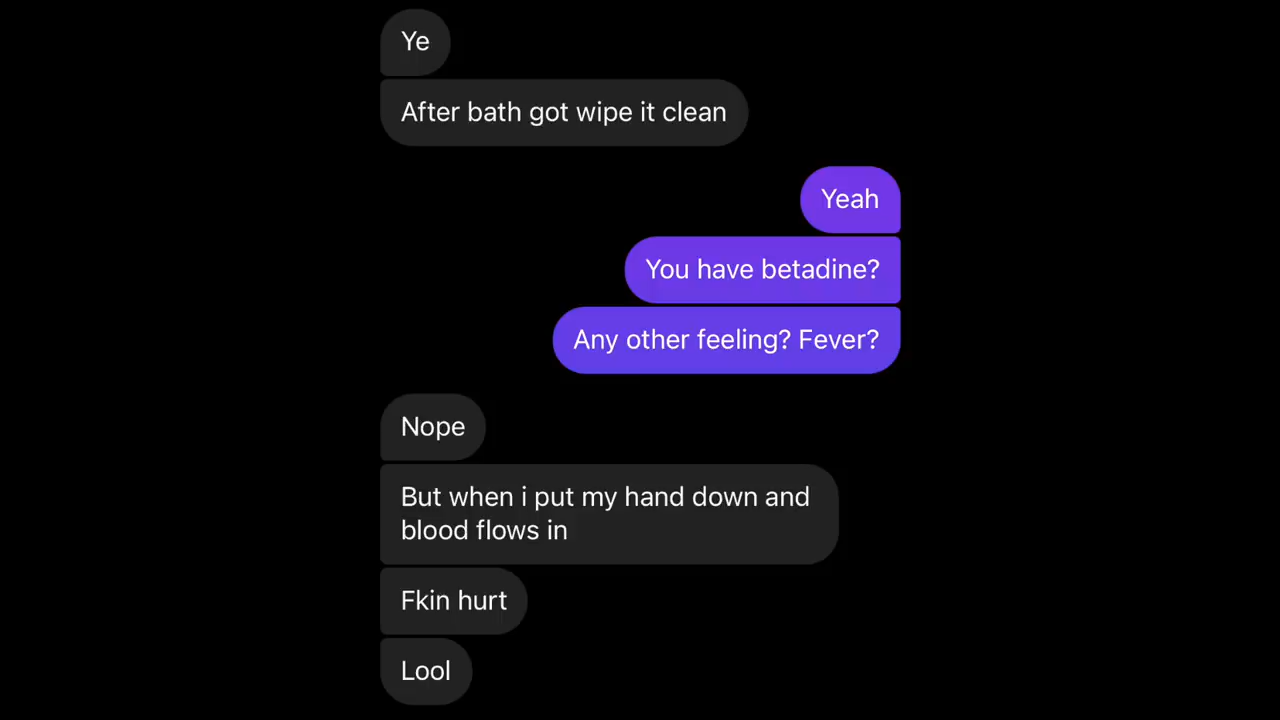 Ye
After bath got wipe it clean
Yeah
You have betadine?
Any other feeling? Fever?
Nope
But when i put my hand down and
blood flows in
Fkin hurt
Lool